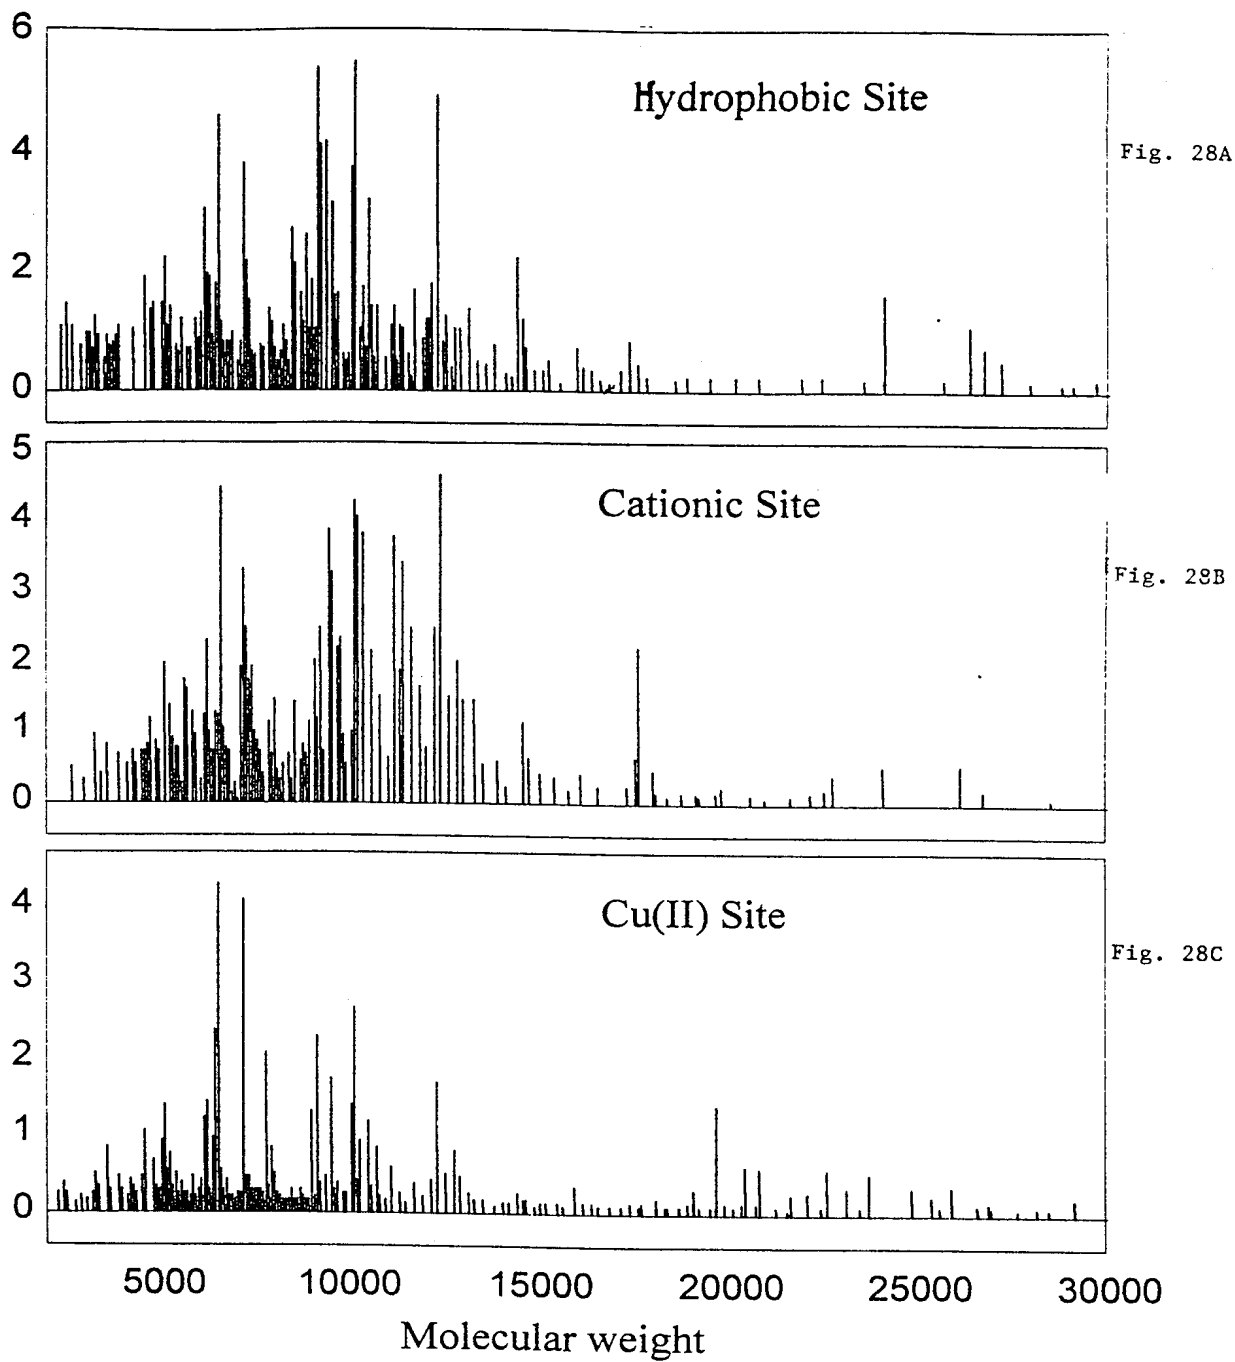 6
Hydrophobic Site
4
Fig. 28A
2
0
5
4
Cationic Site
3
Fig. 28B
2
1
0
4
Cu(II) Site
Fig. 28C
3
2
1
0
5000 10000 15000 20000 25000 30000
Molecular weight